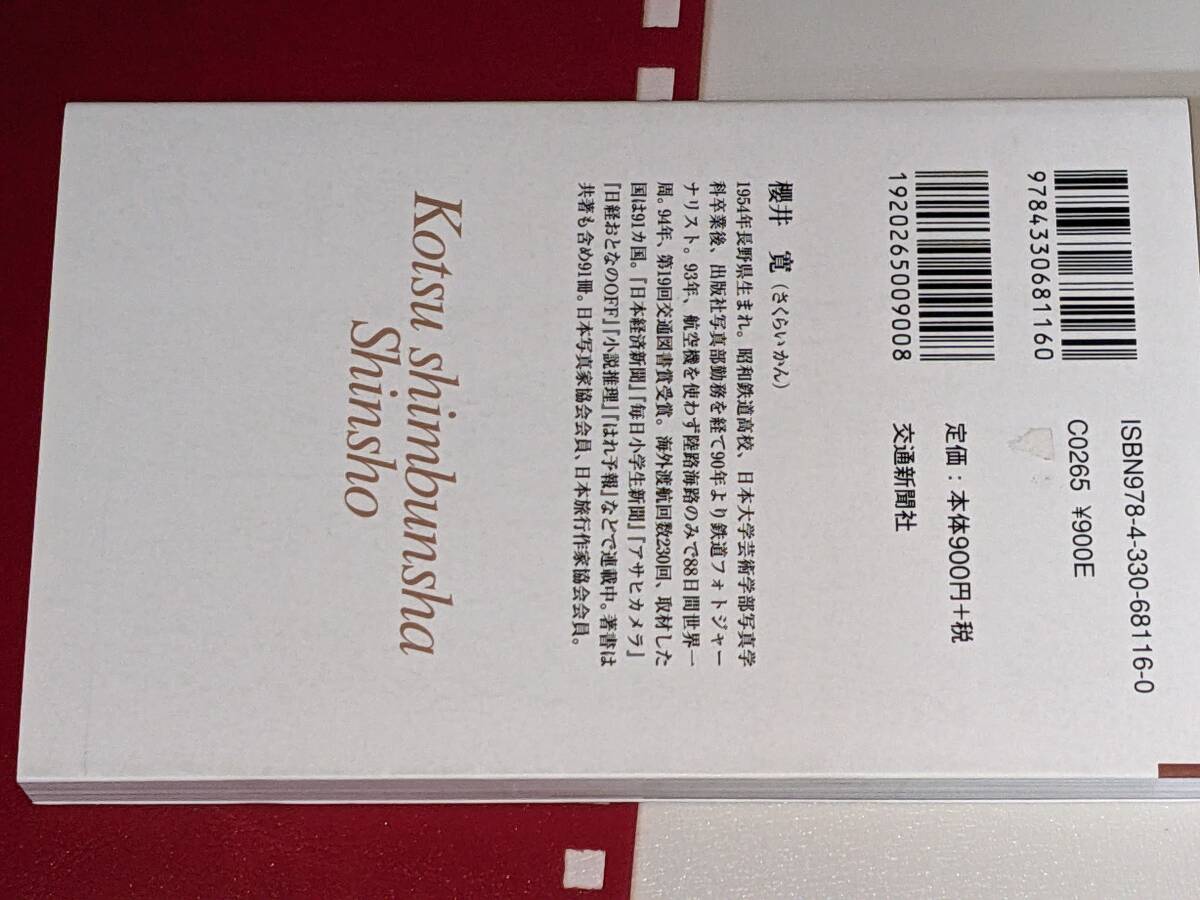 9784330681160
1920265009008
ISBN978-4-330-68116-0
C0265 ¥900E
定価：本体900円+税
交通新聞社
櫻井　寛（さくらいかん）
1954年長野県生まれ。昭和鉄道高校、日本大学芸術学部写真学
科卒業後、出版社写真部勤務を経て90年より鉄道フォトジャー
ナリスト。93年、航空機を使わず陸路海路のみで88日間世界一
周。94年、第19回交通図書賞受賞。海外渡航回数230回、取材した
国は91カ国。『日本経済新聞』『毎日小学生新聞』『アサヒカメラ』
『日経おとなのOFF』『小説推理』『はれ予報』などで連載中。著書は
共著も含め91冊。日本写真家協会会員、日本旅行作家協会会員。
Kotsu shimbunsha
Shinsho